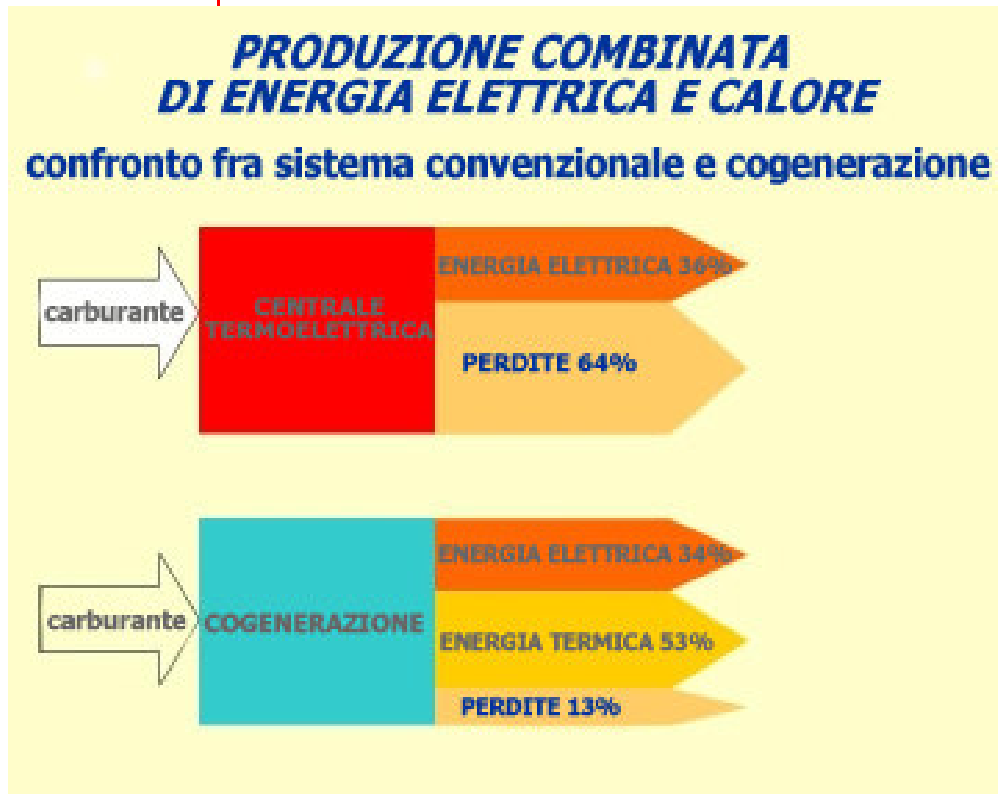 PRODUZIONE COMBINATA
DI ENERGIA ELETTRICA E CALORE
confronto fra sistema convenzionale e cogenerazione
carburante
CENTRALE
TERMOELETTRICA
ENERGIA ELETTRICA 36%
PERDITE 64%
carburante
COGENERAZIONE
ENERGIA ELETTRICA 34%
ENERGIA TERMICA 53%
PERDITE 13%